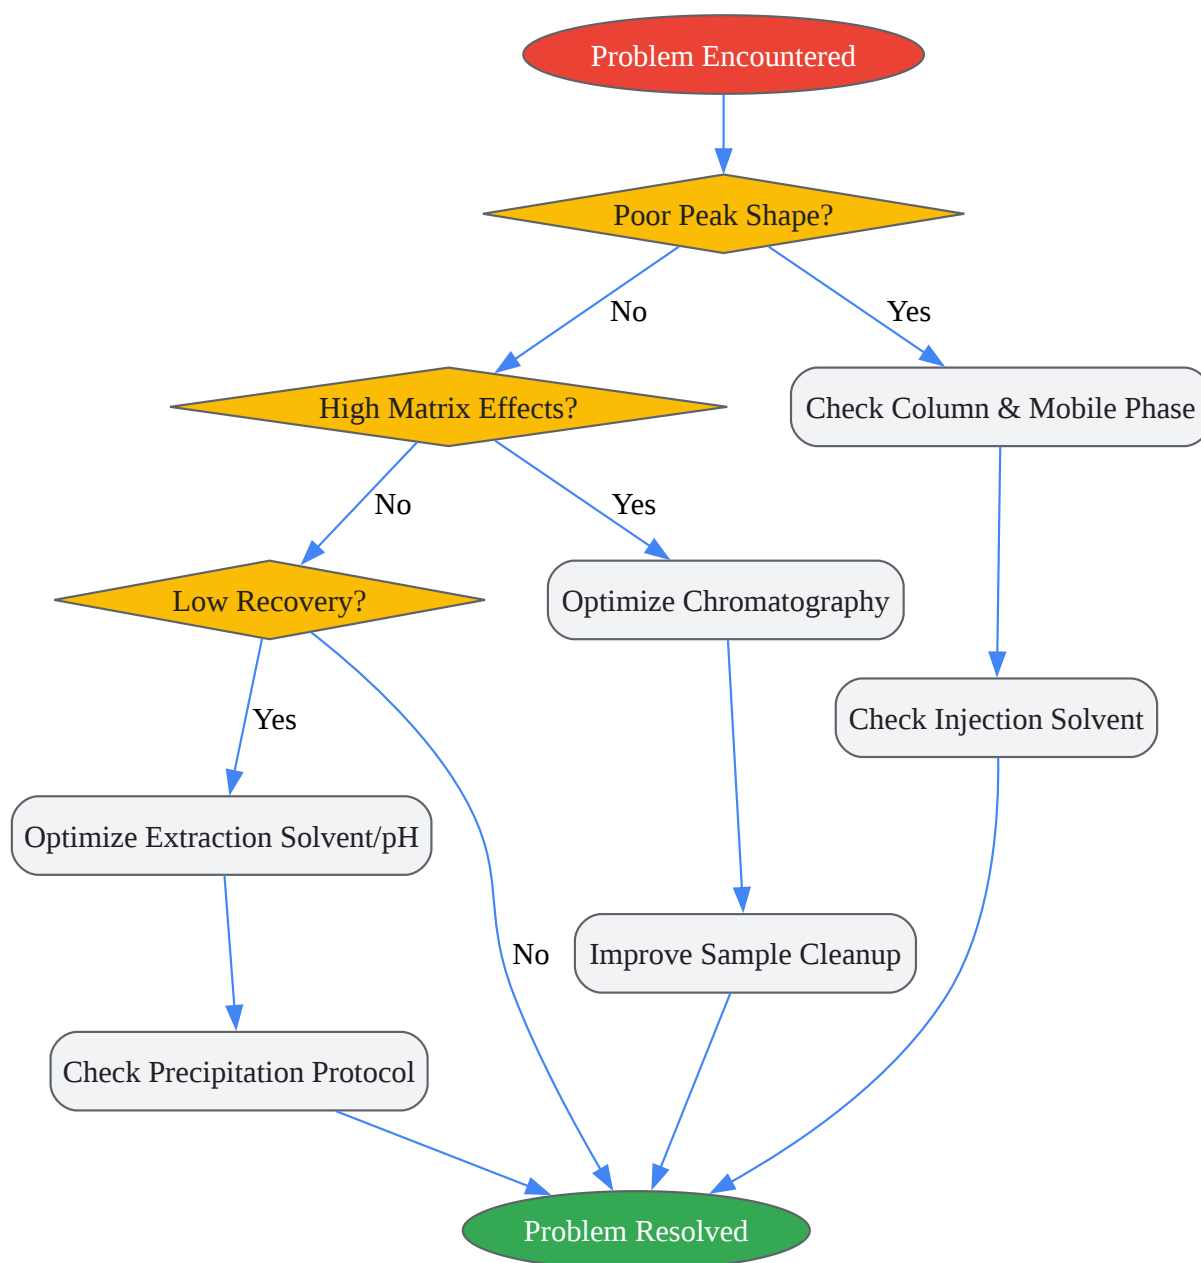 Problem Encountered
Poor Peak Shape?
No
Yes
High Matrix Effects?
Check Column & Mobile Phase
No
Yes
Low Recovery?
Optimize Chromatography
Yes
Check Injection Solvent
Optimize Extraction Solvent/pH
No
Improve Sample Cleanup
Check Precipitation Protocol
Problem Resolved